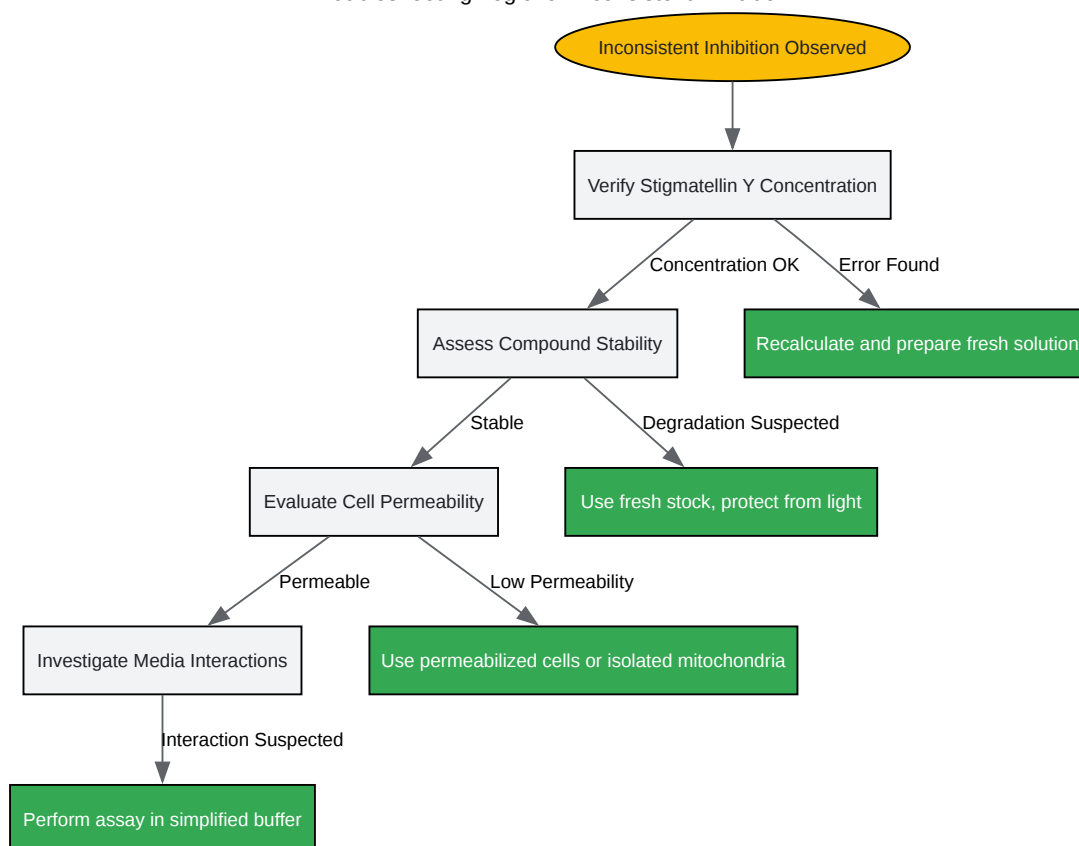 Inconsistent Inhibition Observed
Verify Stigmatellin Y Concentration
Concentration OK
Error Found
Assess Compound Stability
Recalculate and prepare fresh solution
Stable
Degradation Suspected
Evaluate Cell Permeability
Use fresh stock, protect from light
Permeable
Low Permeability
Investigate Media Interactions
Use permeabilized cells or isolated mitochondria
Interaction Suspected
Perform assay in simplified buffer